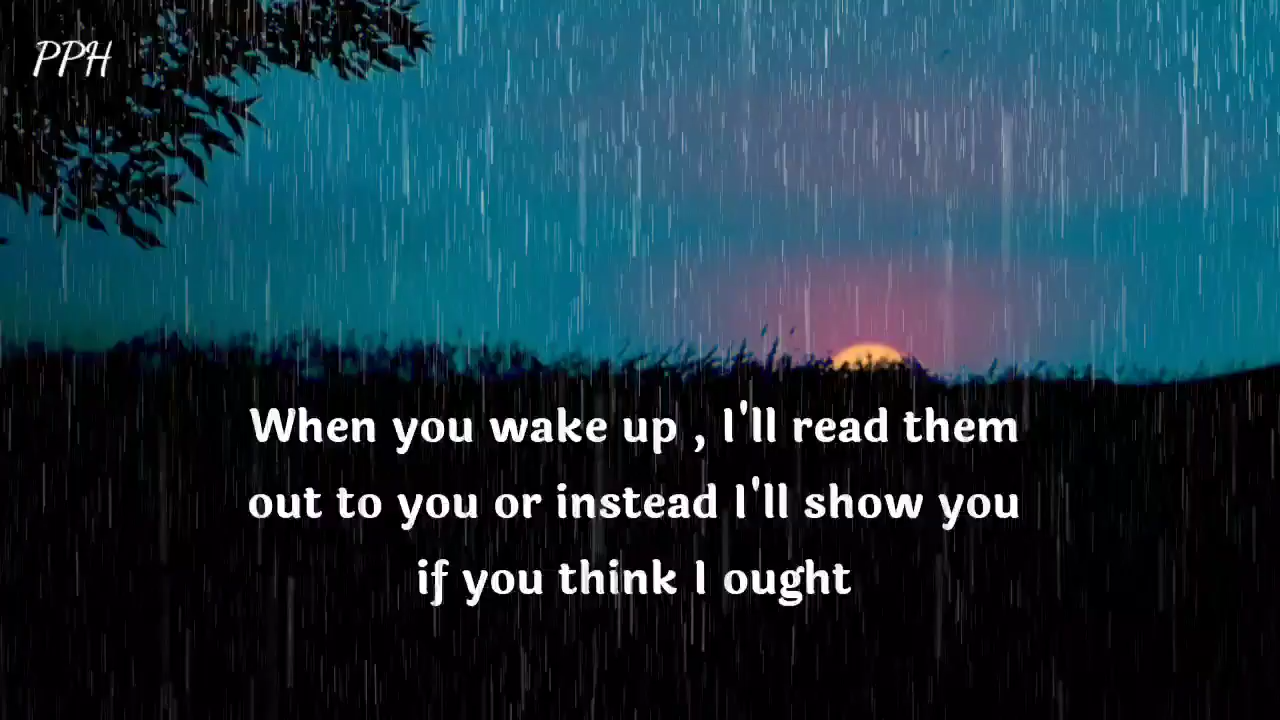 PPH
When you wake up , I'll read them
out to you or instead I'll show you
if you think I ought